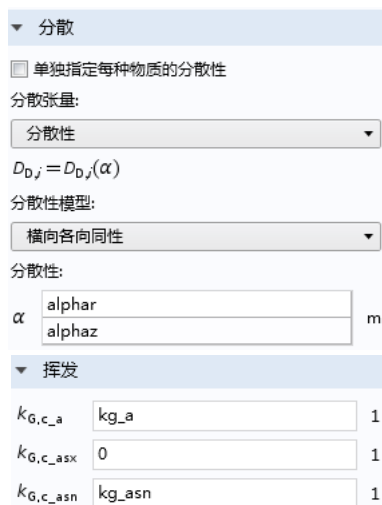 分散
单独指定每种物质的分散性
分散张量:
分散性
D_D,j = D_D,j(α)
分散性模型:
横向各向同性
分散性:
α alphar m
alphaz
挥发
k_G,c_a kg_a 1
k_G,c_asx 0 1
k_G,c_asn kg_asn 1